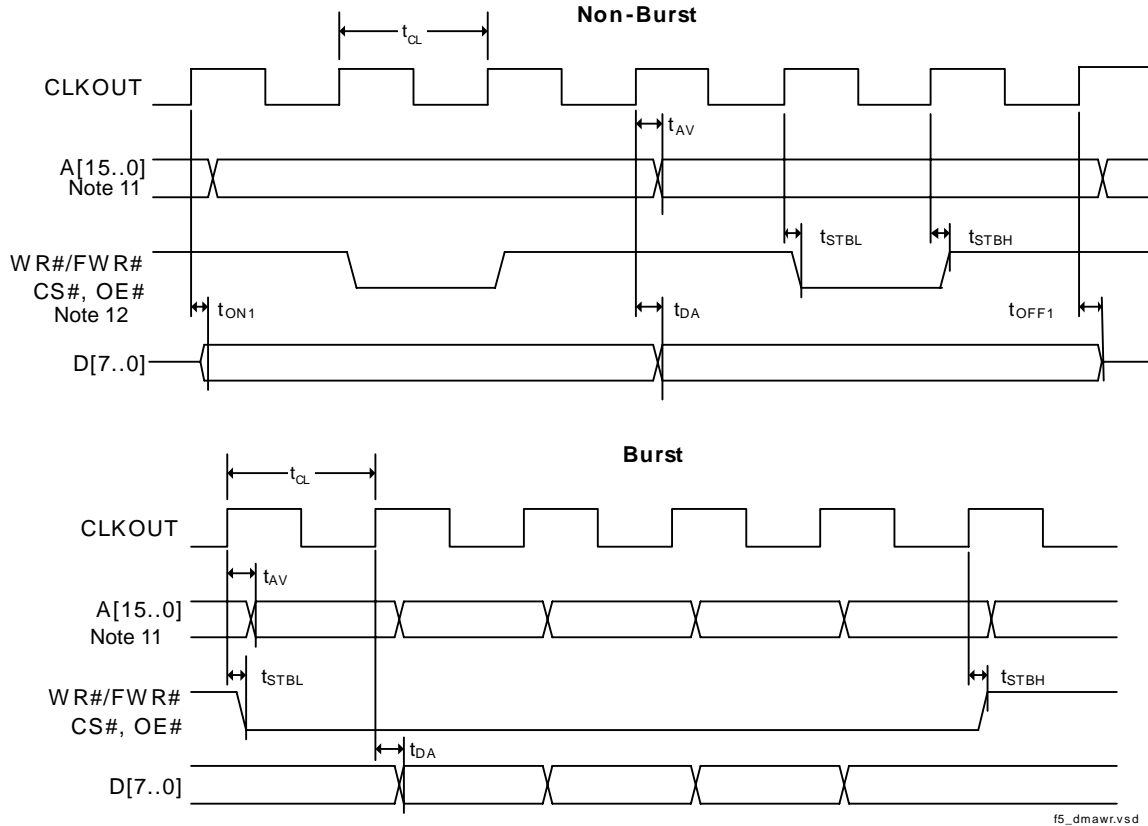 Non-Burst
tCL
CLKOUT
tAV
A[15..0]
Note 11
tSTBL
tSTBH
WR#/FWR#
CS#, OE#
Note 12
tON1
tDA
tOFF1
D[7..0]
Burst
tCL
CLKOUT
tAV
A[15..0]
Note 11
tSTBL
tSTBH
WR#/FWR#
CS#, OE#
tDA
D[7..0]
f5_dmawr.vsd